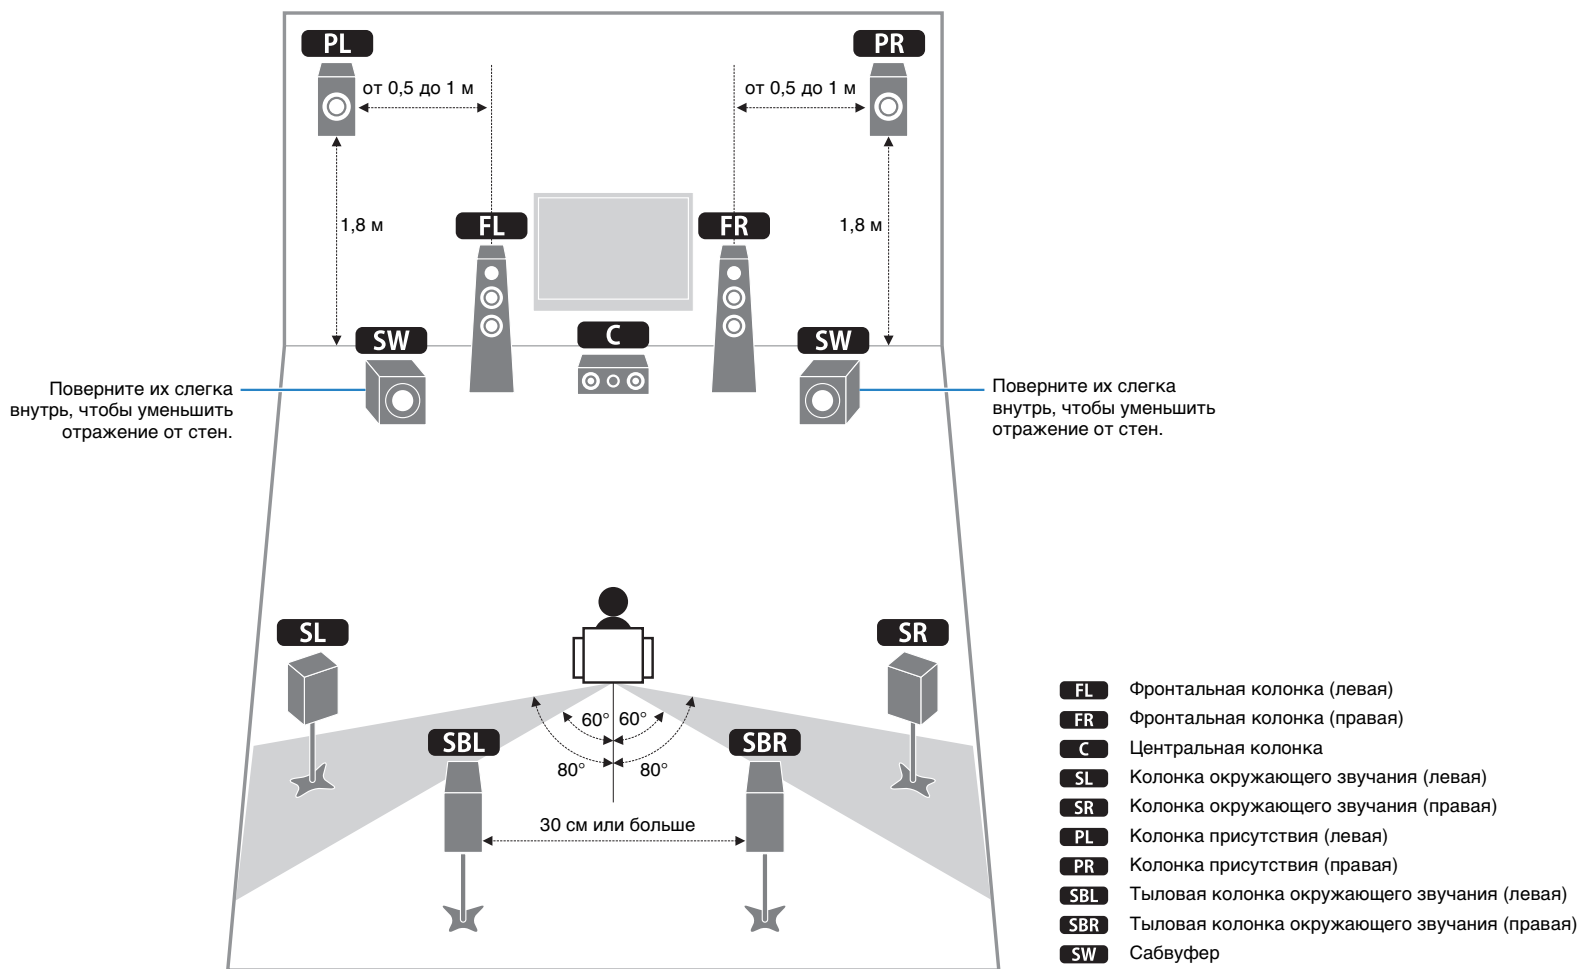 PL
PR
от 0,5 до 1 м
от 0,5 до 1 м
1,8 м
FL
FR
1,8 м
SW
C
SW
Поверните их слегка
внутрь, чтобы уменьшить
отражение от стен.
Поверните их слегка
внутрь, чтобы уменьшить
отражение от стен.
SL
SR
60° 60°
SBL
SBR
80°
80°
30 см или больше
FL Фронтальная колонка (левая)
FR Фронтальная колонка (правая)
C Центральная колонка
SL Колонка окружающего звучания (левая)
SR Колонка окружающего звучания (правая)
PL Колонка присутствия (левая)
PR Колонка присутствия (правая)
SBL Тыловая колонка окружающего звучания (левая)
SBR Тыловая колонка окружающего звучания (правая)
SW Сабвуфер